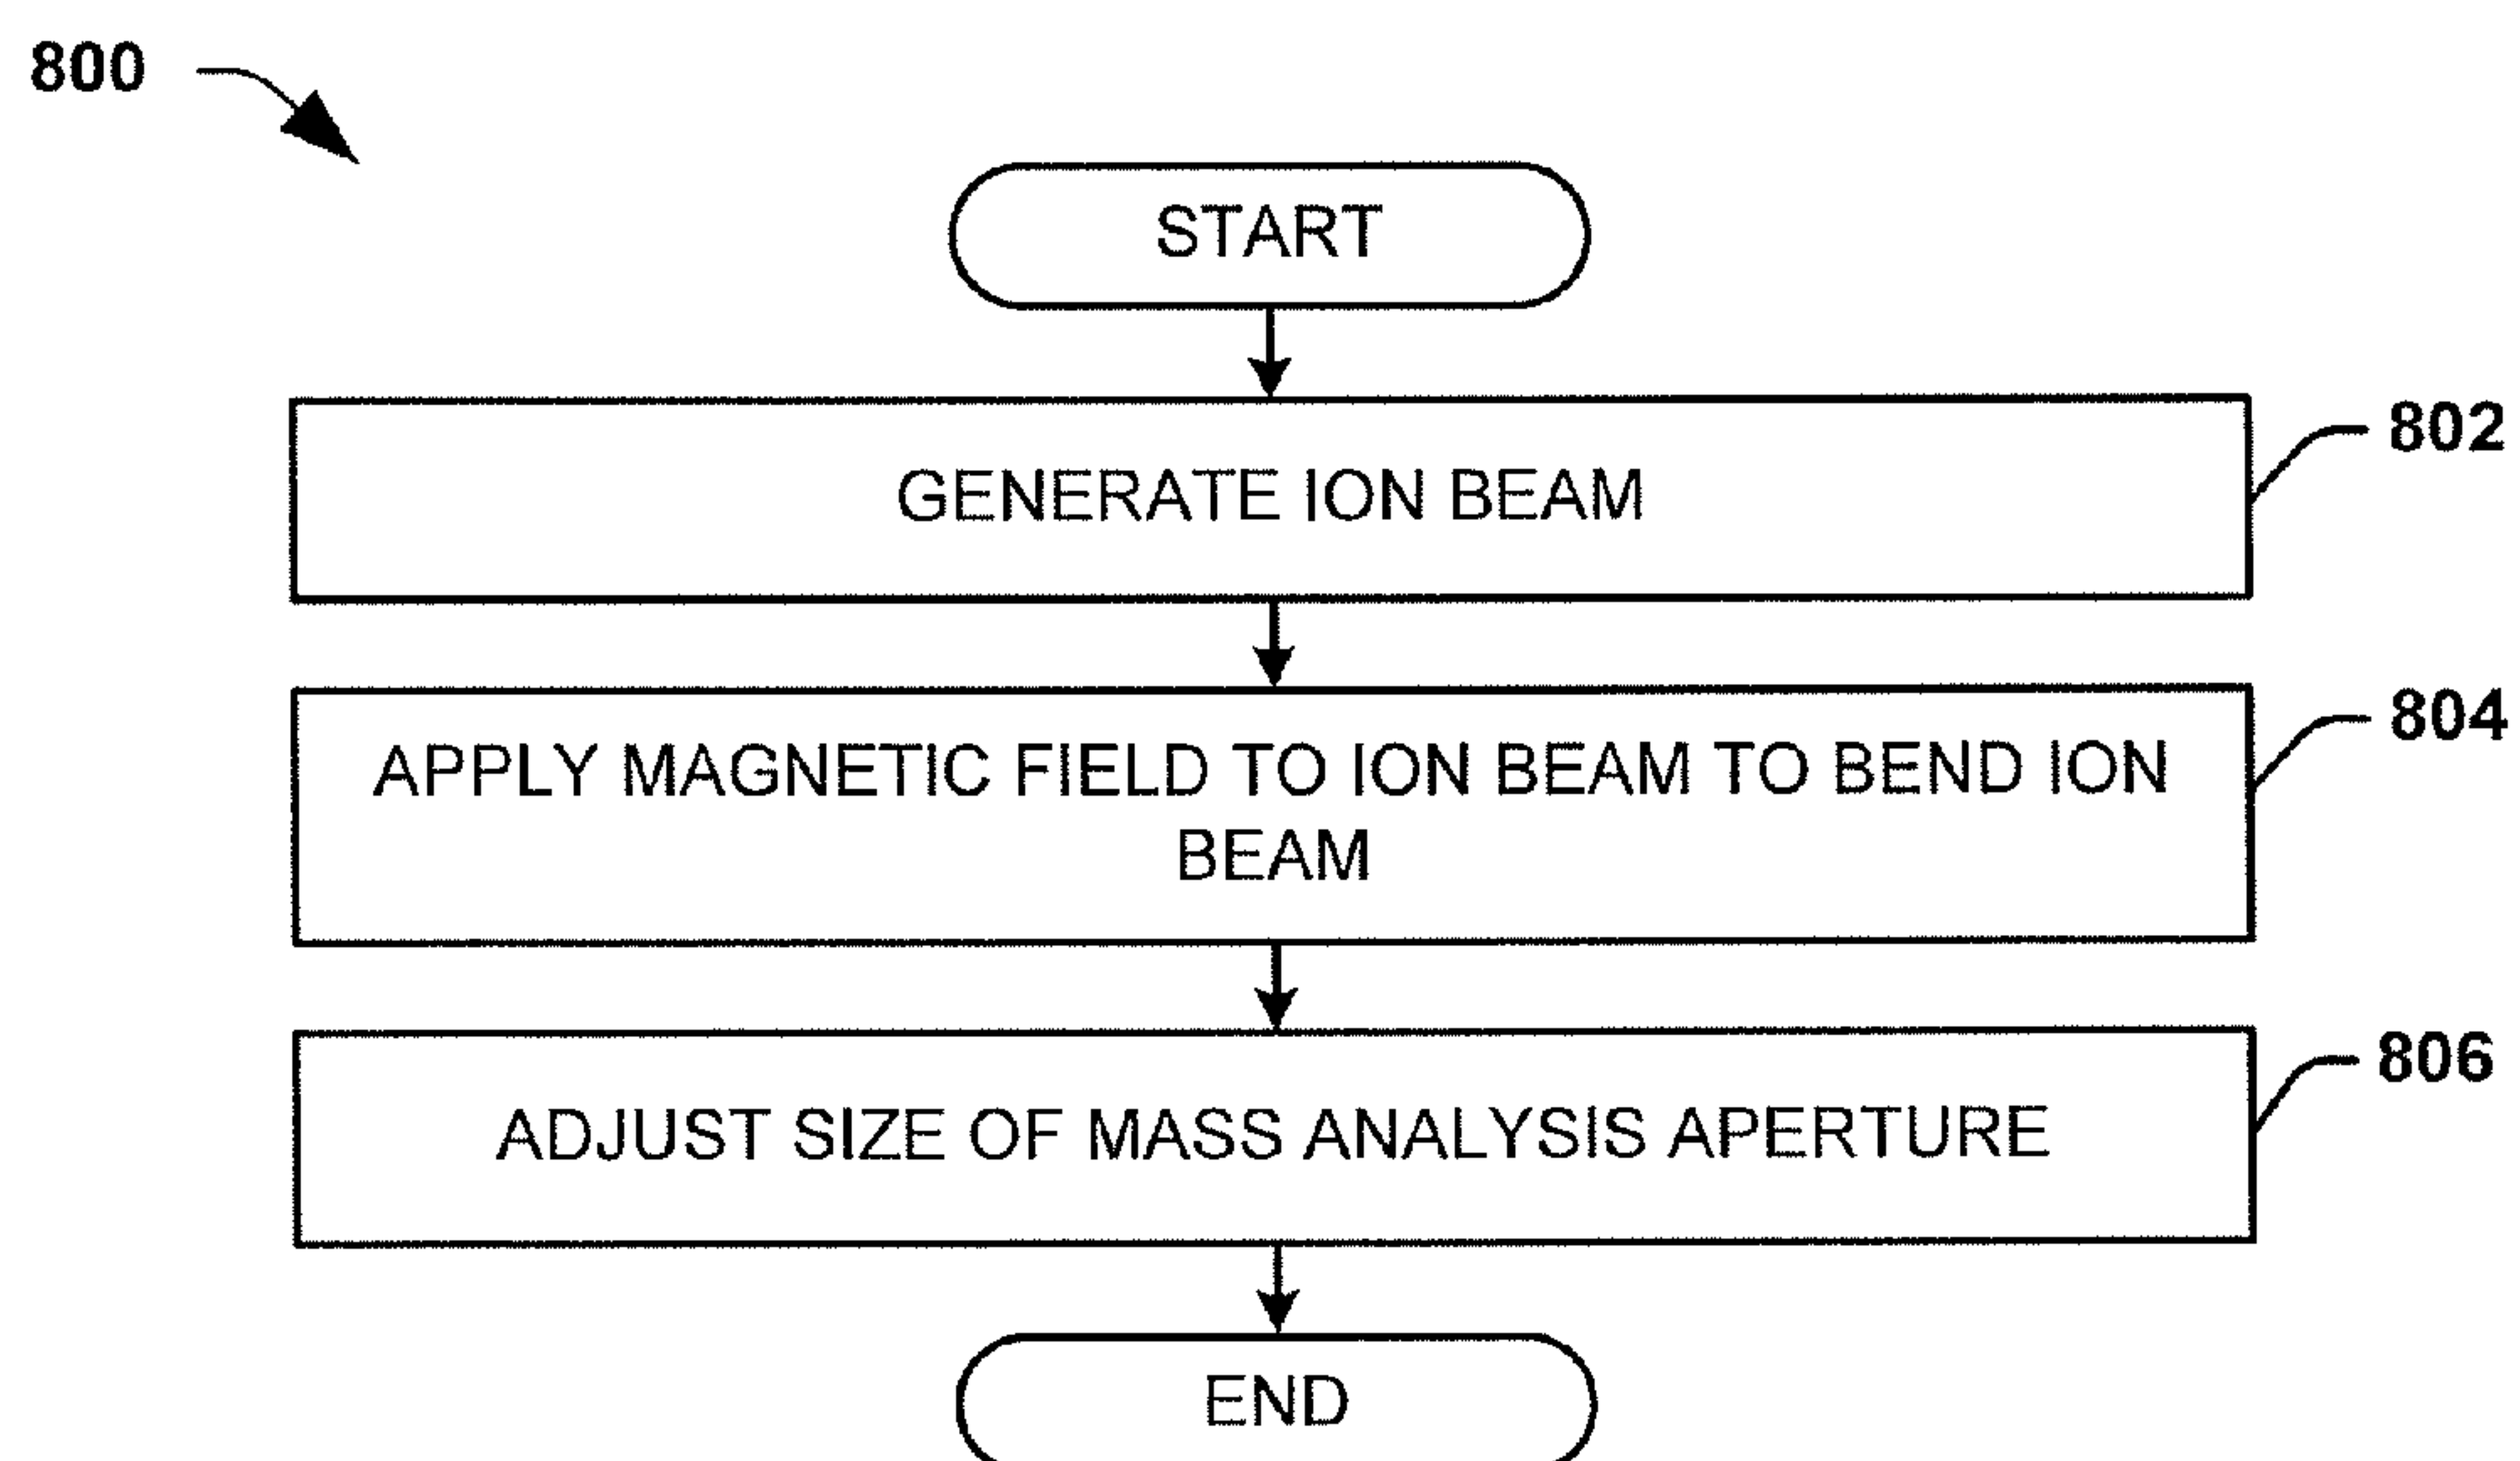 800
START
GENERATE ION BEAM
802
APPLY MAGNETIC FIELD TO ION BEAM TO BEND ION
BEAM
804
ADJUST SIZE OF MASS ANALYSIS APERTURE
806
END